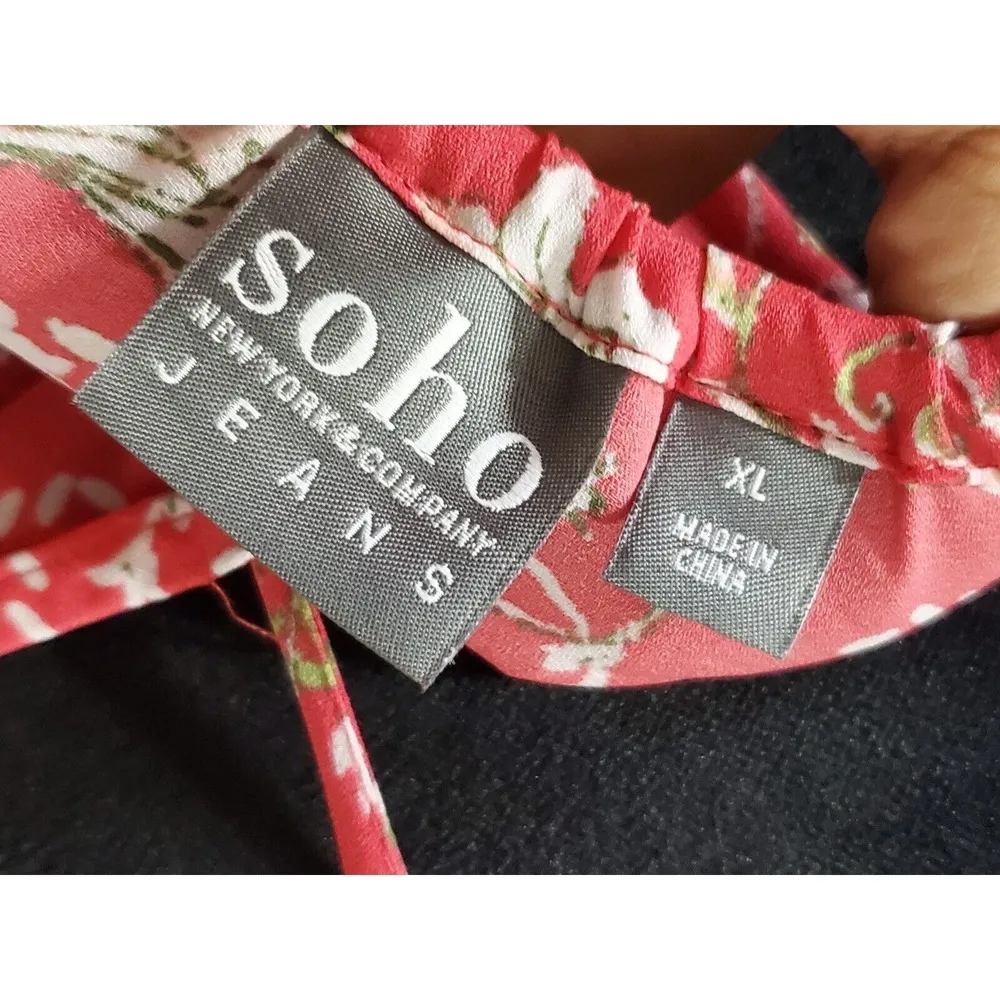 soho
NEW YORK & COMPANY
JEANS
XL
MADE IN
CHINA